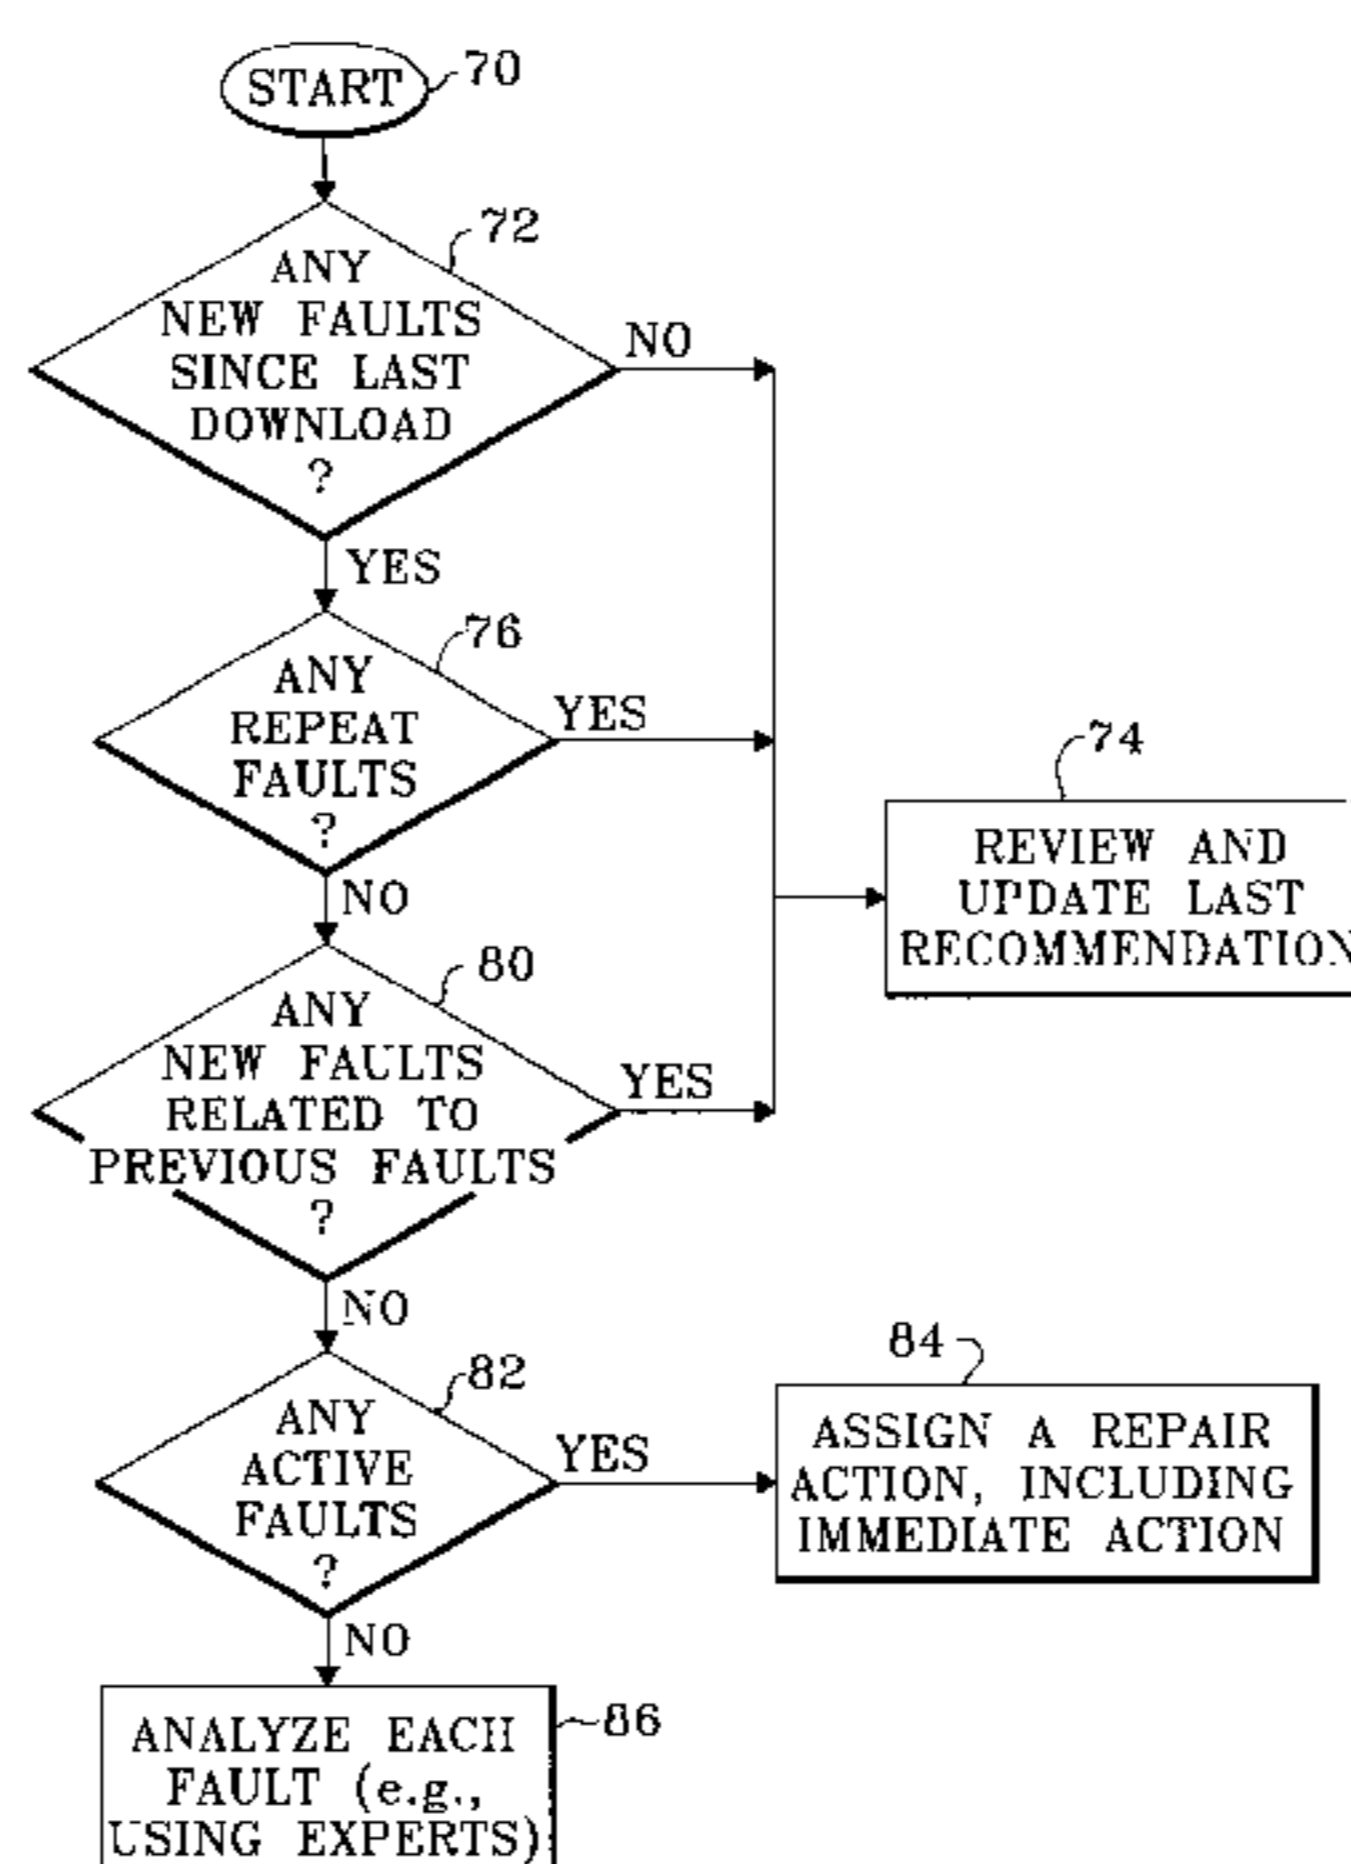 START
70
72
ANY
NEW FAULTS
SINCE LAST
DOWNLOAD
?
NO
YES
76
ANY
REPEAT
FAULTS
?
YES
NO
74
REVIEW AND
UPDATE LAST
RECOMMENDATION
80
ANY
NEW FAULTS
RELATED TO
PREVIOUS FAULTS
?
YES
NO
82
ANY
ACTIVE
FAULTS
?
YES
NO
84
ASSIGN A REPAIR
ACTION, INCLUDING
IMMEDIATE ACTION
86
ANALYZE EACH
FAULT (e.g.,
USING EXPERTS)